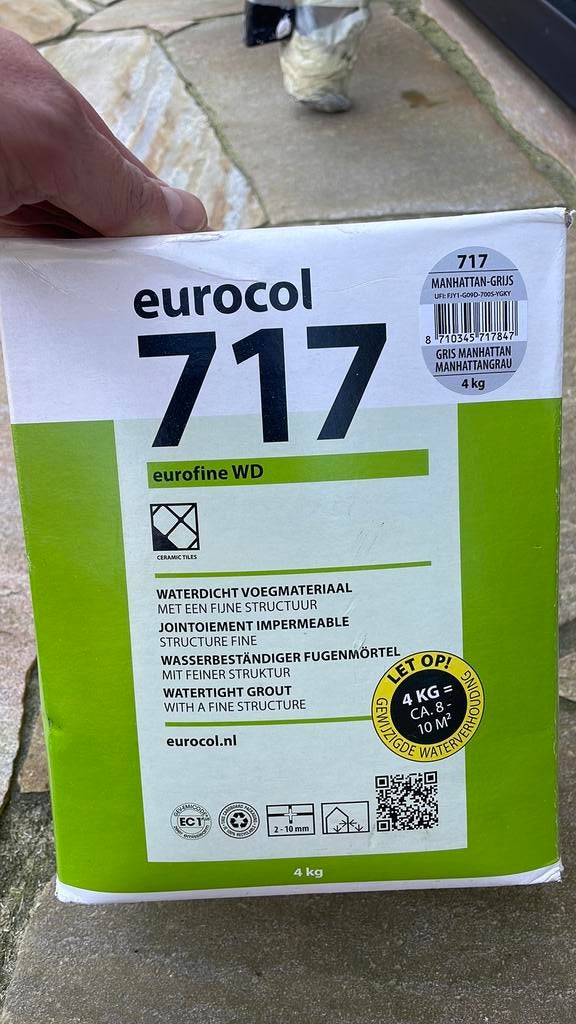 eurocol
717
eurofine WD
717
MANHATTAN-GRIJS
UFI: FJY1-G09D-700S-YGKY
8 710345 717847
GRIS MANHATTAN
MANHATTANGRAU
4 kg
CERAMIC TILES
WATERDICHT VOEGMATERIAAL
MET EEN FIJNE STRUCTUUR
JOINTOIEMENT IMPERMEABLE
STRUCTURE FINE
WASSERBESTÄNDIGER FUGENMÖRTEL
MIT FEINER STRUKTUR
WATERTIGHT GROUT
WITH A FINE STRUCTURE
LET OP!
4 KG =
CA. 8 -
10 M²
GEWIJZIGDE WATERVERHOUDING
eurocol.nl
EC 1
2 - 10 mm
4 kg